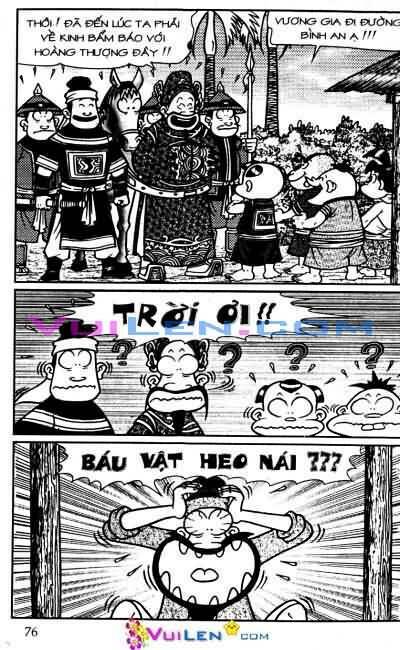 THÔI! ĐÃ ĐẾN LÚC TA PHẢI
VỀ KINH BẨM BÁO VỚI
HOÀNG THƯỢNG ĐÂY!!
VƯƠNG GIA ĐI ĐƯỜNG
BÌNH AN Ạ!!!
TRỜI ƠI!!
VUILEN.COM
? ? ? ?
BÁU VẬT HEO NÁI???
76
VUILEN.COM